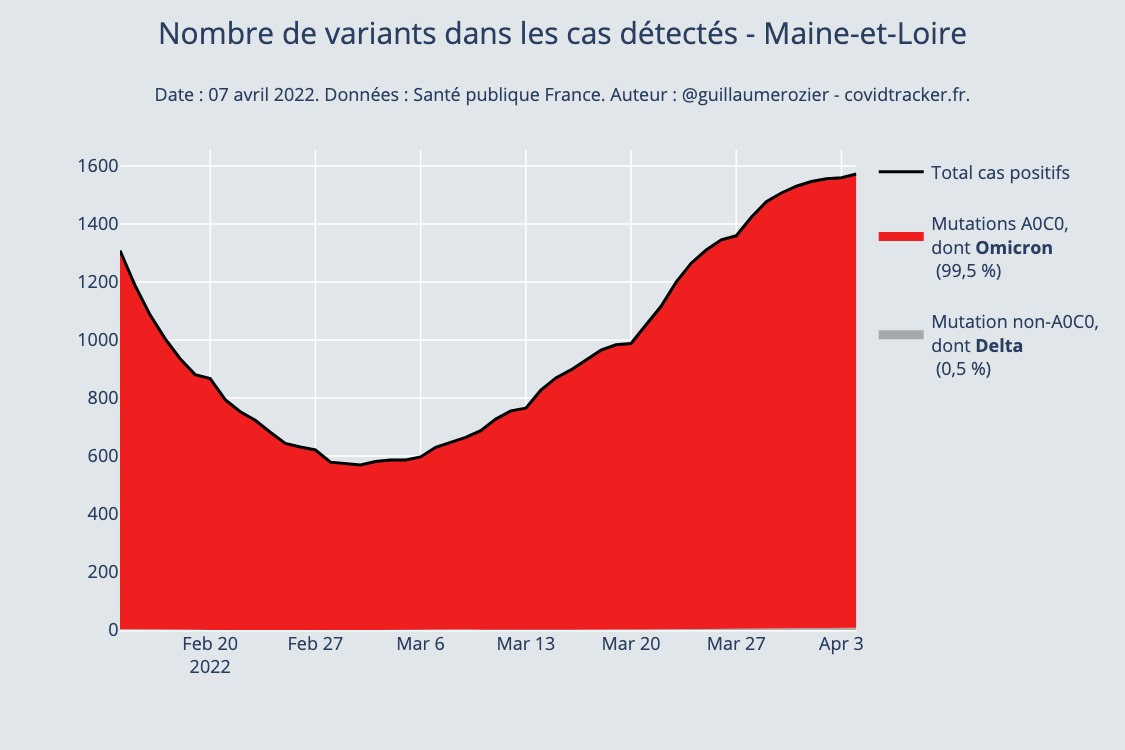 Nombre de variants dans les cas détectés - Maine-et-Loire
Date : 07 avril 2022. Données : Santé publique France. Auteur : @guillaumerozier - covidtracker.fr.
1600
1400
1200
1000
800
600
400
200
0
Feb 20
2022
Feb 27
Mar 6
Mar 13
Mar 20
Mar 27
Apr 3
Total cas positifs
Mutations A0C0,
dont Omicron
(99,5 %)
Mutation non-A0C0,
dont Delta
(0,5 %)